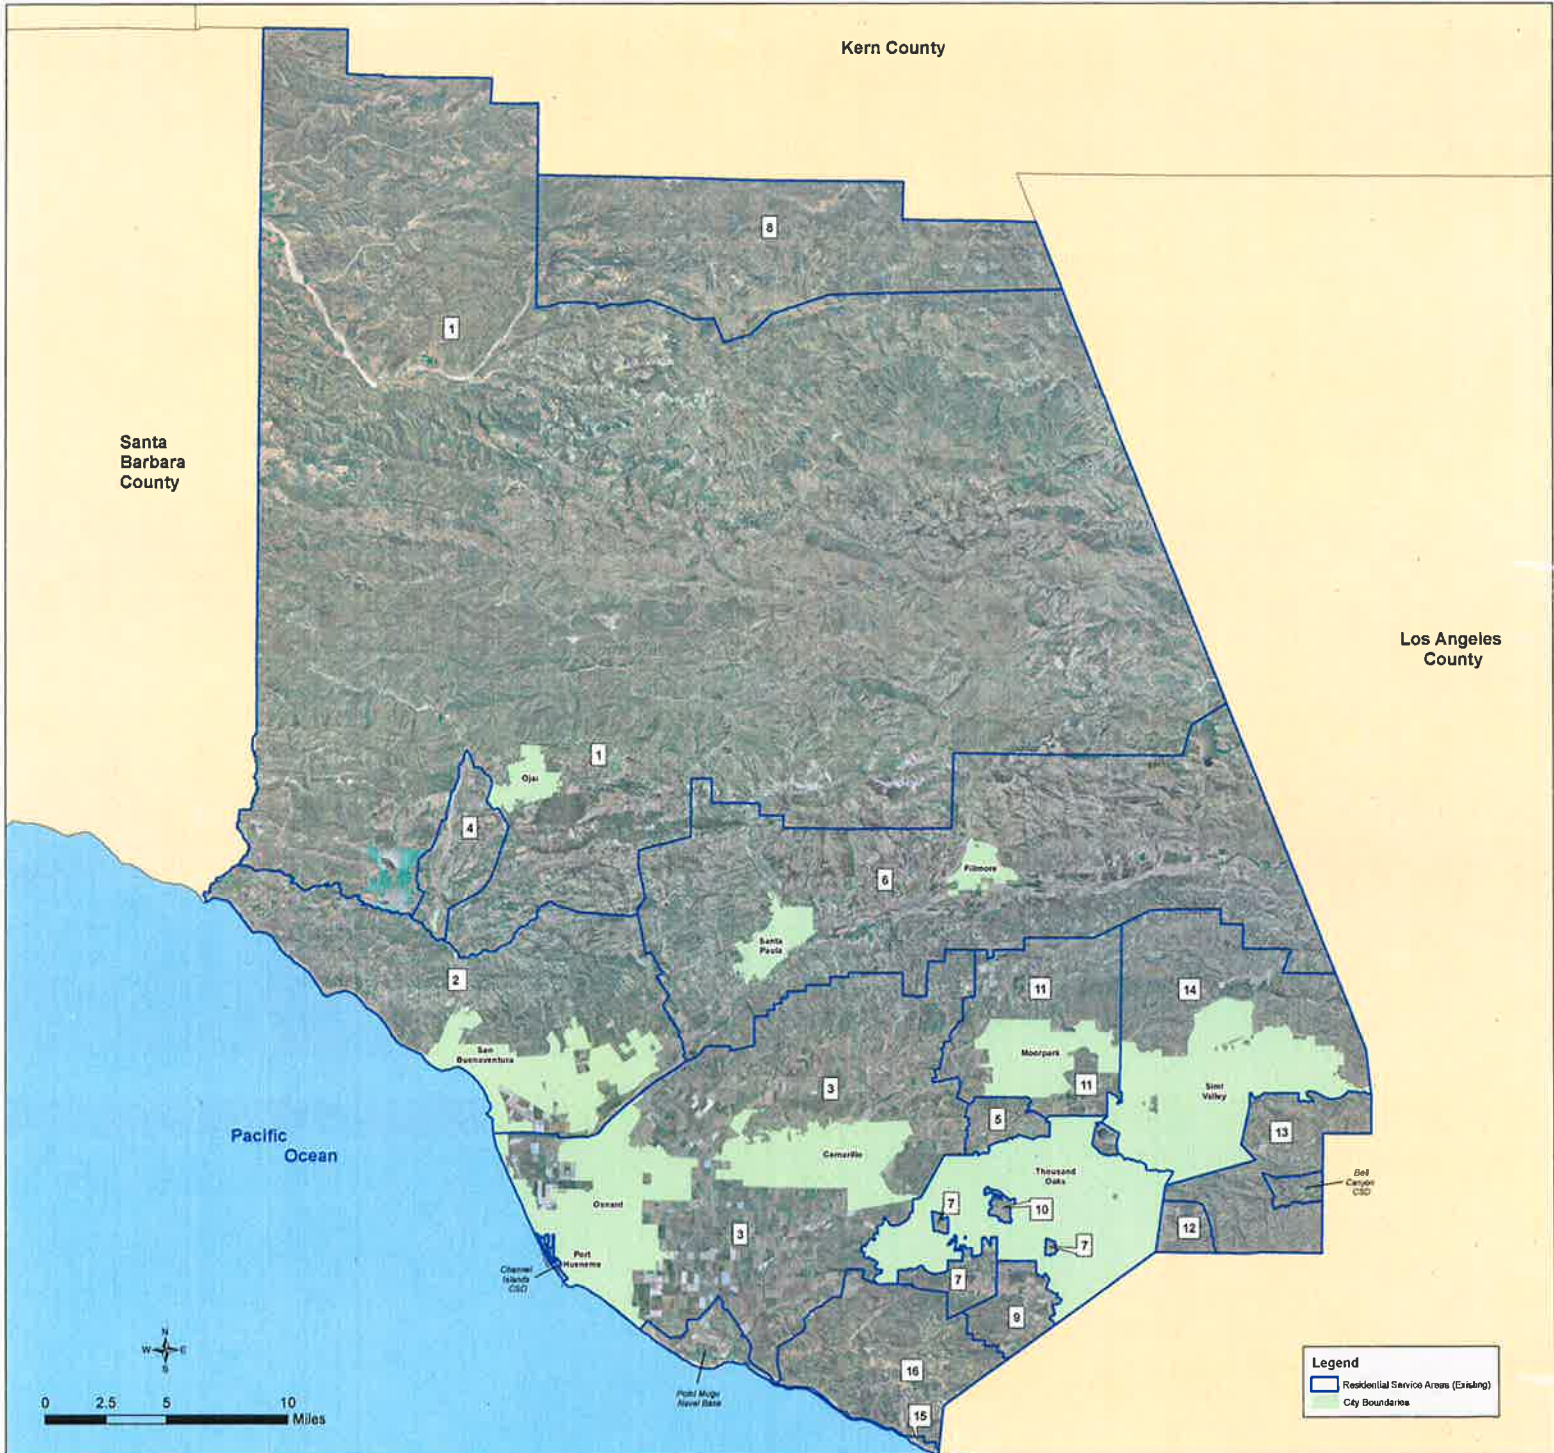 Kern County
8
1
Santa
Barbara
County
Los Angeles
County
1
Ojai
4
6
Fillmore
Santa
Paula
2
11
14
San
Buenaventura
Moorpark
11
3
Simi
Valley
5
13
Pacific
Ocean
Camarillo
Thousand
Oaks
Bell
Canyon
CSD
7
10
Oxnard
3
12
7
Port
Hueneme
Channel
Islands
CSD
7
9
N
W
E
S
16
Point Mugu
Naval Base
15
Legend
Residential Service Areas (Existing)
City Boundaries
0 2.5 5 10
Miles